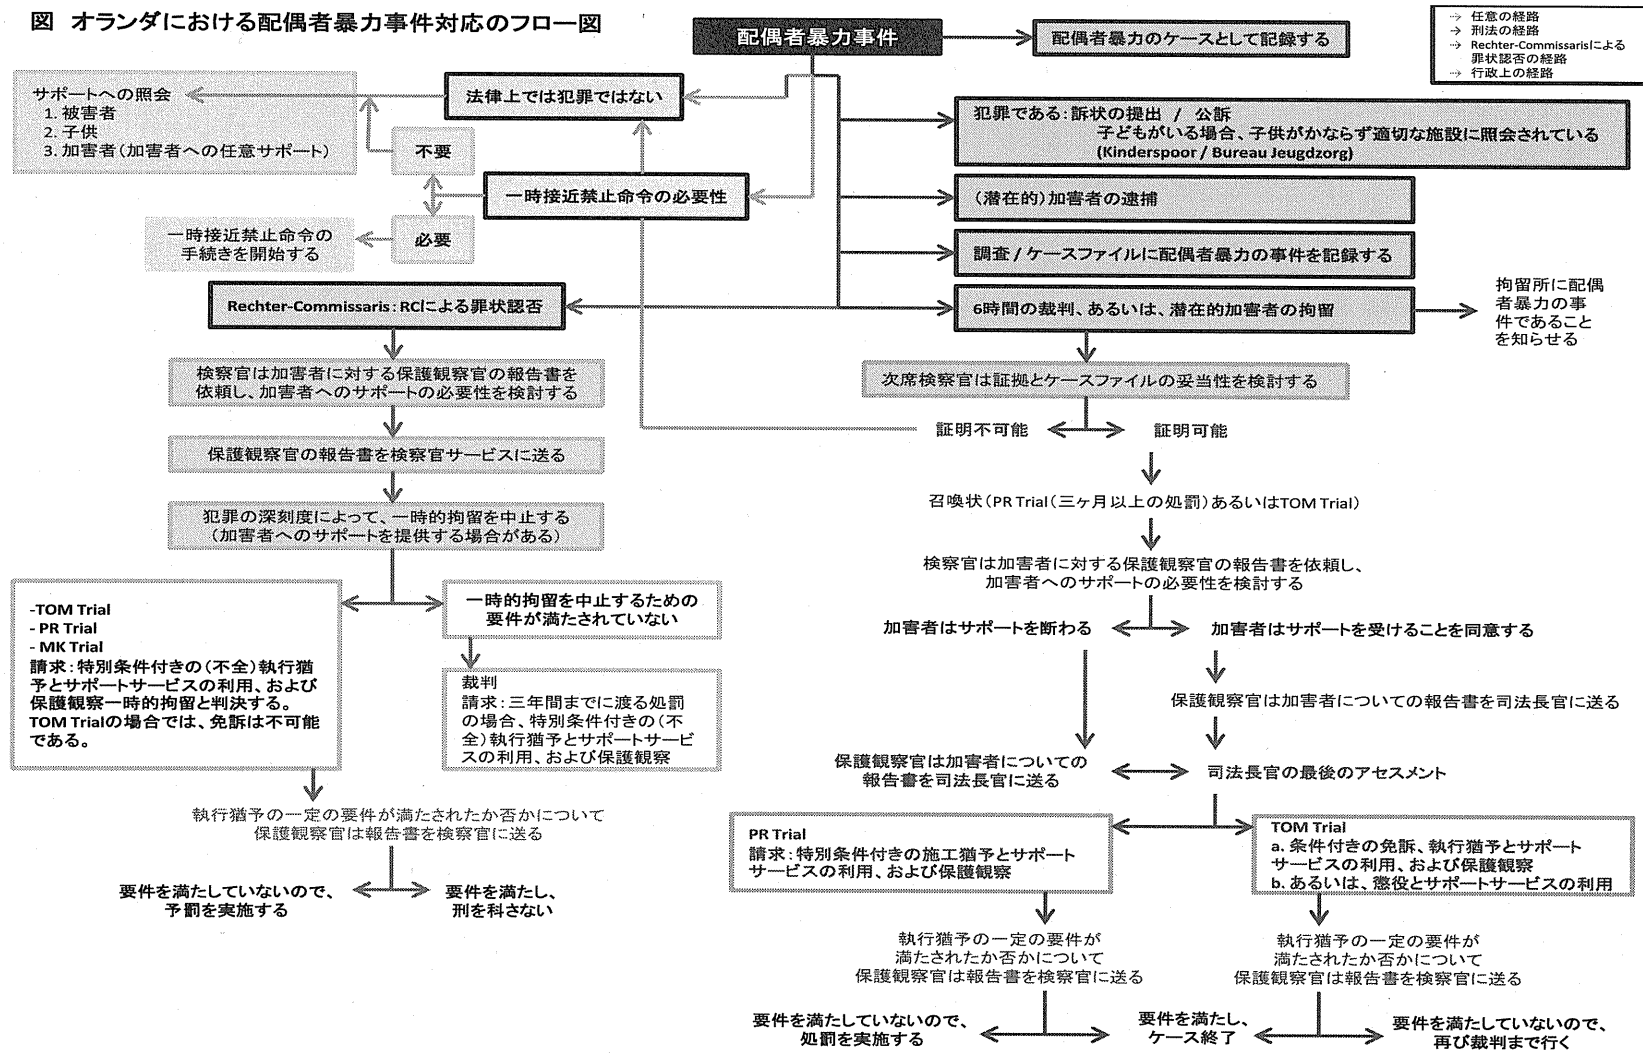 図 オランダにおける配偶者暴力事件対応のフロー図
配偶者暴力事件
配偶者暴力のケースとして記録する
→ 任意の経路
→ 刑法の経路
→ Rechter-Commissarisによる
罪状認否の経路
→ 行政上の経路
サポートへの照会
1. 被害者
2. 子供
3. 加害者(加害者への任意サポート)
法律上では犯罪ではない
不要
一時接近禁止命令の必要性
必要
一時接近禁止命令の
手続きを開始する
犯罪である:訴状の提出 / 公訴
子どもがいる場合、子供がかならず適切な施設に照会されている
(Kinderspoor / Bureau Jeugdzorg)
(潜在的)加害者の逮捕
調査 / ケースファイルに配偶者暴力の事件を記録する
6時間の裁判、あるいは、潜在的加害者の拘留
拘留所に配偶
者暴力の事
件であること
を知らせる
Rechter-Commissaris:RCによる罪状認否
検察官は加害者に対する保護観察官の報告書を
依頼し、加害者へのサポートの必要性を検討する
保護観察官の報告書を検察官サービスに送る
犯罪の深刻度によって、一時的拘留を中止する
(加害者へのサポートを提供する場合がある)
-TOM Trial
- PR Trial
- MK Trial
請求:特別条件付きの(不全)執行猶
予とサポートサービスの利用、および
保護観察一時的拘留と判決する。
TOM Trialの場合では、免訴は不可能
である。
一時的拘留を中止するための
要件が満たされていない
裁判
請求:三年間までに渡る処罰
の場合、特別条件付きの(不
全)執行猶予とサポートサービ
スの利用、および保護観察
執行猶予の一定の要件が満たされたか否かについて
保護観察官は報告書を検察官に送る
要件を満たしていないので、
予罰を実施する
要件を満たし、
刑を科さない
次席検察官は証拠とケースファイルの妥当性を検討する
証明不可能
証明可能
召喚状(PR Trial(三ヶ月以上の処罰)あるいはTOM Trial)
検察官は加害者に対する保護観察官の報告書を依頼し、
加害者へのサポートの必要性を検討する
加害者はサポートを断わる
加害者はサポートを受けることを同意する
保護観察官は加害者についての報告書を司法長官に送る
保護観察官は加害者についての
報告書を司法長官に送る
司法長官の最後のアセスメント
PR Trial
請求:特別条件付きの施工猶予とサポート
サービスの利用、および保護観察
TOM Trial
a. 条件付きの免訴、執行猶予とサポート
サービスの利用、および保護観察
b. あるいは、懲役とサポートサービスの利用
執行猶予の一定の要件が
満たされたか否かについて
保護観察官は報告書を検察官に送る
執行猶予の一定の要件が
満たされたか否かについて
保護観察官は報告書を検察官に送る
要件を満たしていないので、
処罰を実施する
要件を満たし、
ケース終了
要件を満たしていないので、
再び裁判まで行く